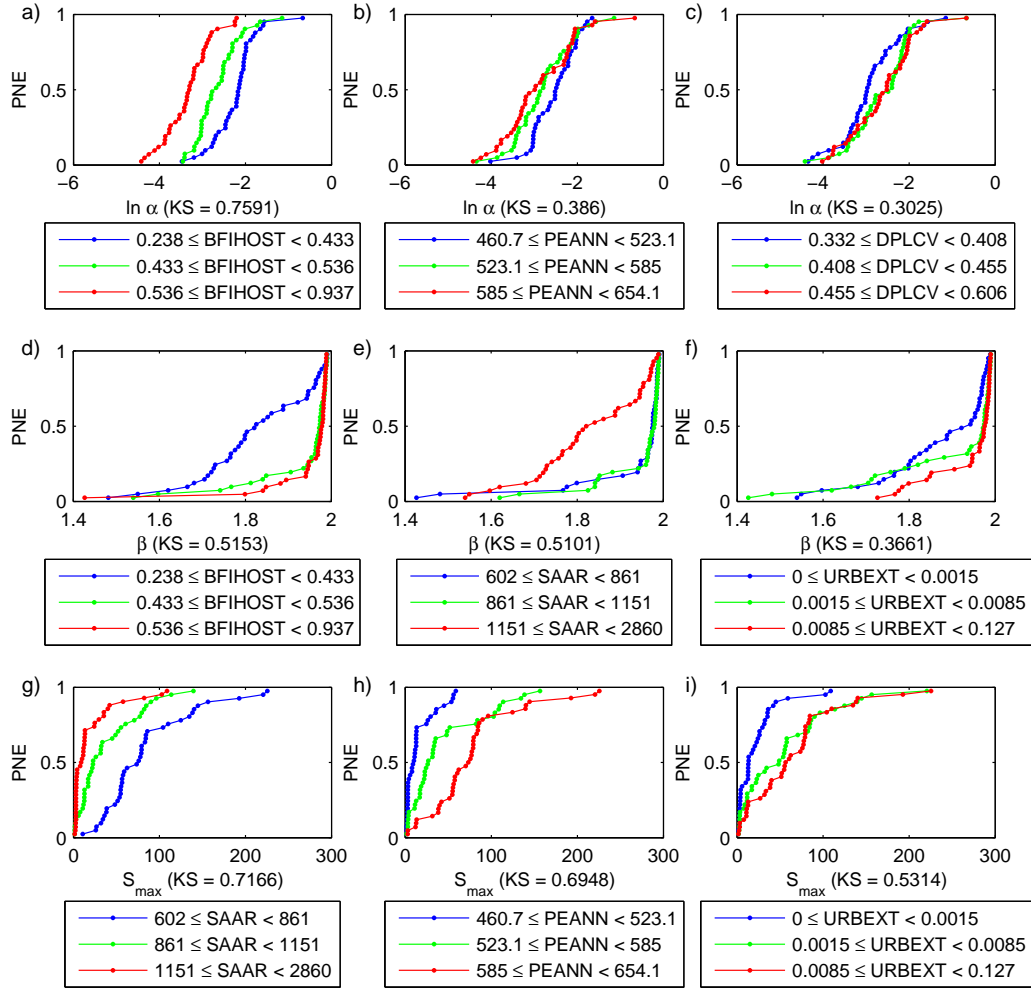 a)
b)
c)
1
0.5
0
PNE
−6
−4
−2
0
ln α (KS = 0.7591)
1
0.5
0
PNE
−6
−4
−2
0
ln α (KS = 0.386)
1
0.5
0
PNE
−6
−4
−2
0
ln α (KS = 0.3025)
0.238 ≤ BFIHOST < 0.433
0.433 ≤ BFIHOST < 0.536
0.536 ≤ BFIHOST < 0.937
460.7 ≤ PEANN < 523.1
523.1 ≤ PEANN < 585
585 ≤ PEANN < 654.1
0.332 ≤ DPLCV < 0.408
0.408 ≤ DPLCV < 0.455
0.455 ≤ DPLCV < 0.606
d)
e)
f)
1
0.5
0
PNE
1.4
1.6
1.8
2
β (KS = 0.5153)
1
0.5
0
PNE
1.4
1.6
1.8
2
β (KS = 0.5101)
1
0.5
0
PNE
1.4
1.6
1.8
2
β (KS = 0.3661)
0.238 ≤ BFIHOST < 0.433
0.433 ≤ BFIHOST < 0.536
0.536 ≤ BFIHOST < 0.937
602 ≤ SAAR < 861
861 ≤ SAAR < 1151
1151 ≤ SAAR < 2860
0 ≤ URBEXT < 0.0015
0.0015 ≤ URBEXT < 0.0085
0.0085 ≤ URBEXT < 0.127
g)
h)
i)
1
0.5
0
PNE
0
100
200
300
S_max (KS = 0.7166)
1
0.5
0
PNE
0
100
200
300
S_max (KS = 0.6948)
1
0.5
0
PNE
0
100
200
300
S_max (KS = 0.5314)
602 ≤ SAAR < 861
861 ≤ SAAR < 1151
1151 ≤ SAAR < 2860
460.7 ≤ PEANN < 523.1
523.1 ≤ PEANN < 585
585 ≤ PEANN < 654.1
0 ≤ URBEXT < 0.0015
0.0015 ≤ URBEXT < 0.0085
0.0085 ≤ URBEXT < 0.127